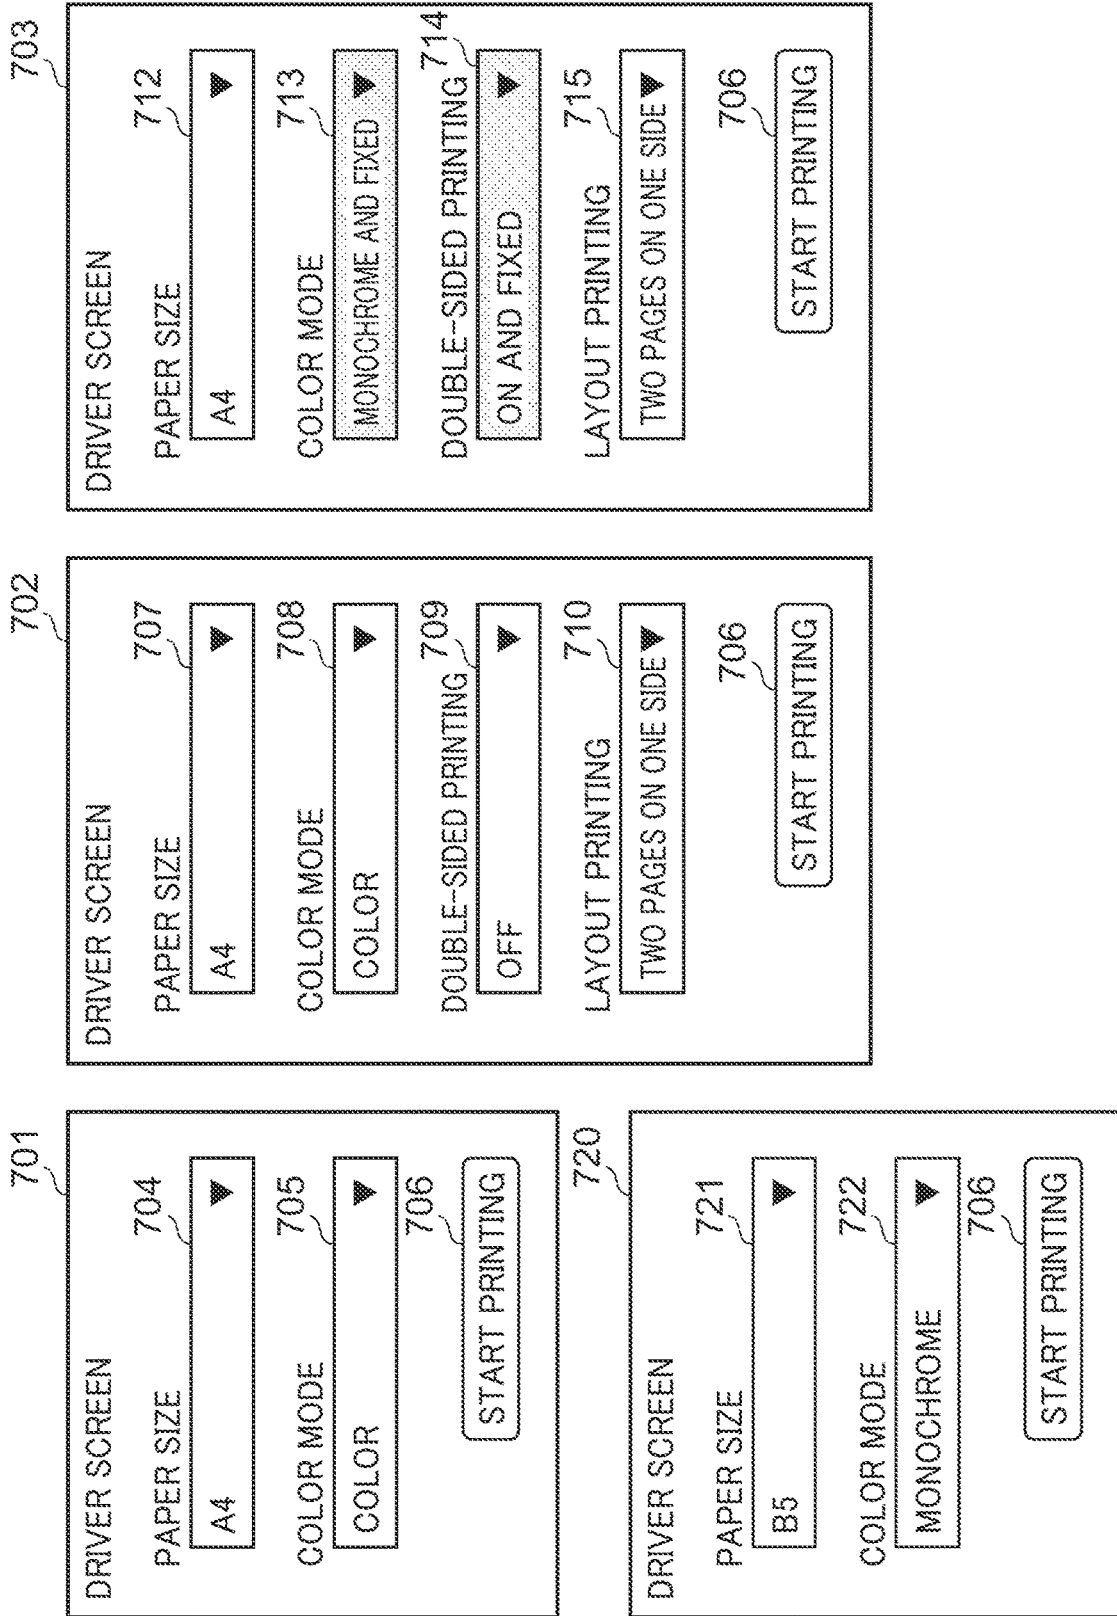 701
DRIVER SCREEN
PAPER SIZE
704
A4 ▼
COLOR MODE
705
COLOR ▼
706
START PRINTING
702
DRIVER SCREEN
PAPER SIZE
707
A4 ▼
COLOR MODE
708
COLOR ▼
DOUBLE-SIDED PRINTING
709
OFF ▼
LAYOUT PRINTING
710
TWO PAGES ON ONE SIDE ▼
706
START PRINTING
703
DRIVER SCREEN
PAPER SIZE
712
A4 ▼
COLOR MODE
713
MONOCHROME AND FIXED ▼
DOUBLE-SIDED PRINTING
714
ON AND FIXED ▼
LAYOUT PRINTING
715
TWO PAGES ON ONE SIDE ▼
706
START PRINTING
720
DRIVER SCREEN
PAPER SIZE
721
B5 ▼
COLOR MODE
722
MONOCHROME ▼
706
START PRINTING